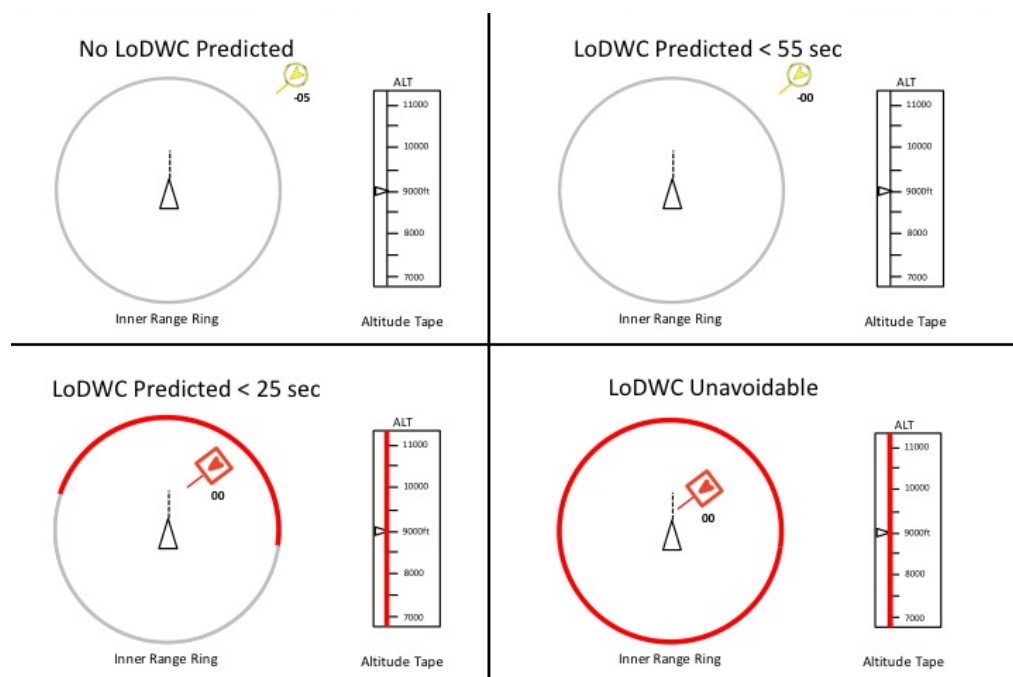 No LoDWC Predicted
-05
ALT
11000
10000
9000ft
8000
7000
Inner Range Ring
Altitude Tape
LoDWC Predicted < 55 sec
-00
ALT
11000
10000
9000ft
8000
7000
Inner Range Ring
Altitude Tape
LoDWC Predicted < 25 sec
00
ALT
11000
10000
9000ft
8000
7000
Inner Range Ring
Altitude Tape
LoDWC Unavoidable
00
ALT
11000
10000
9000ft
8000
7000
Inner Range Ring
Altitude Tape